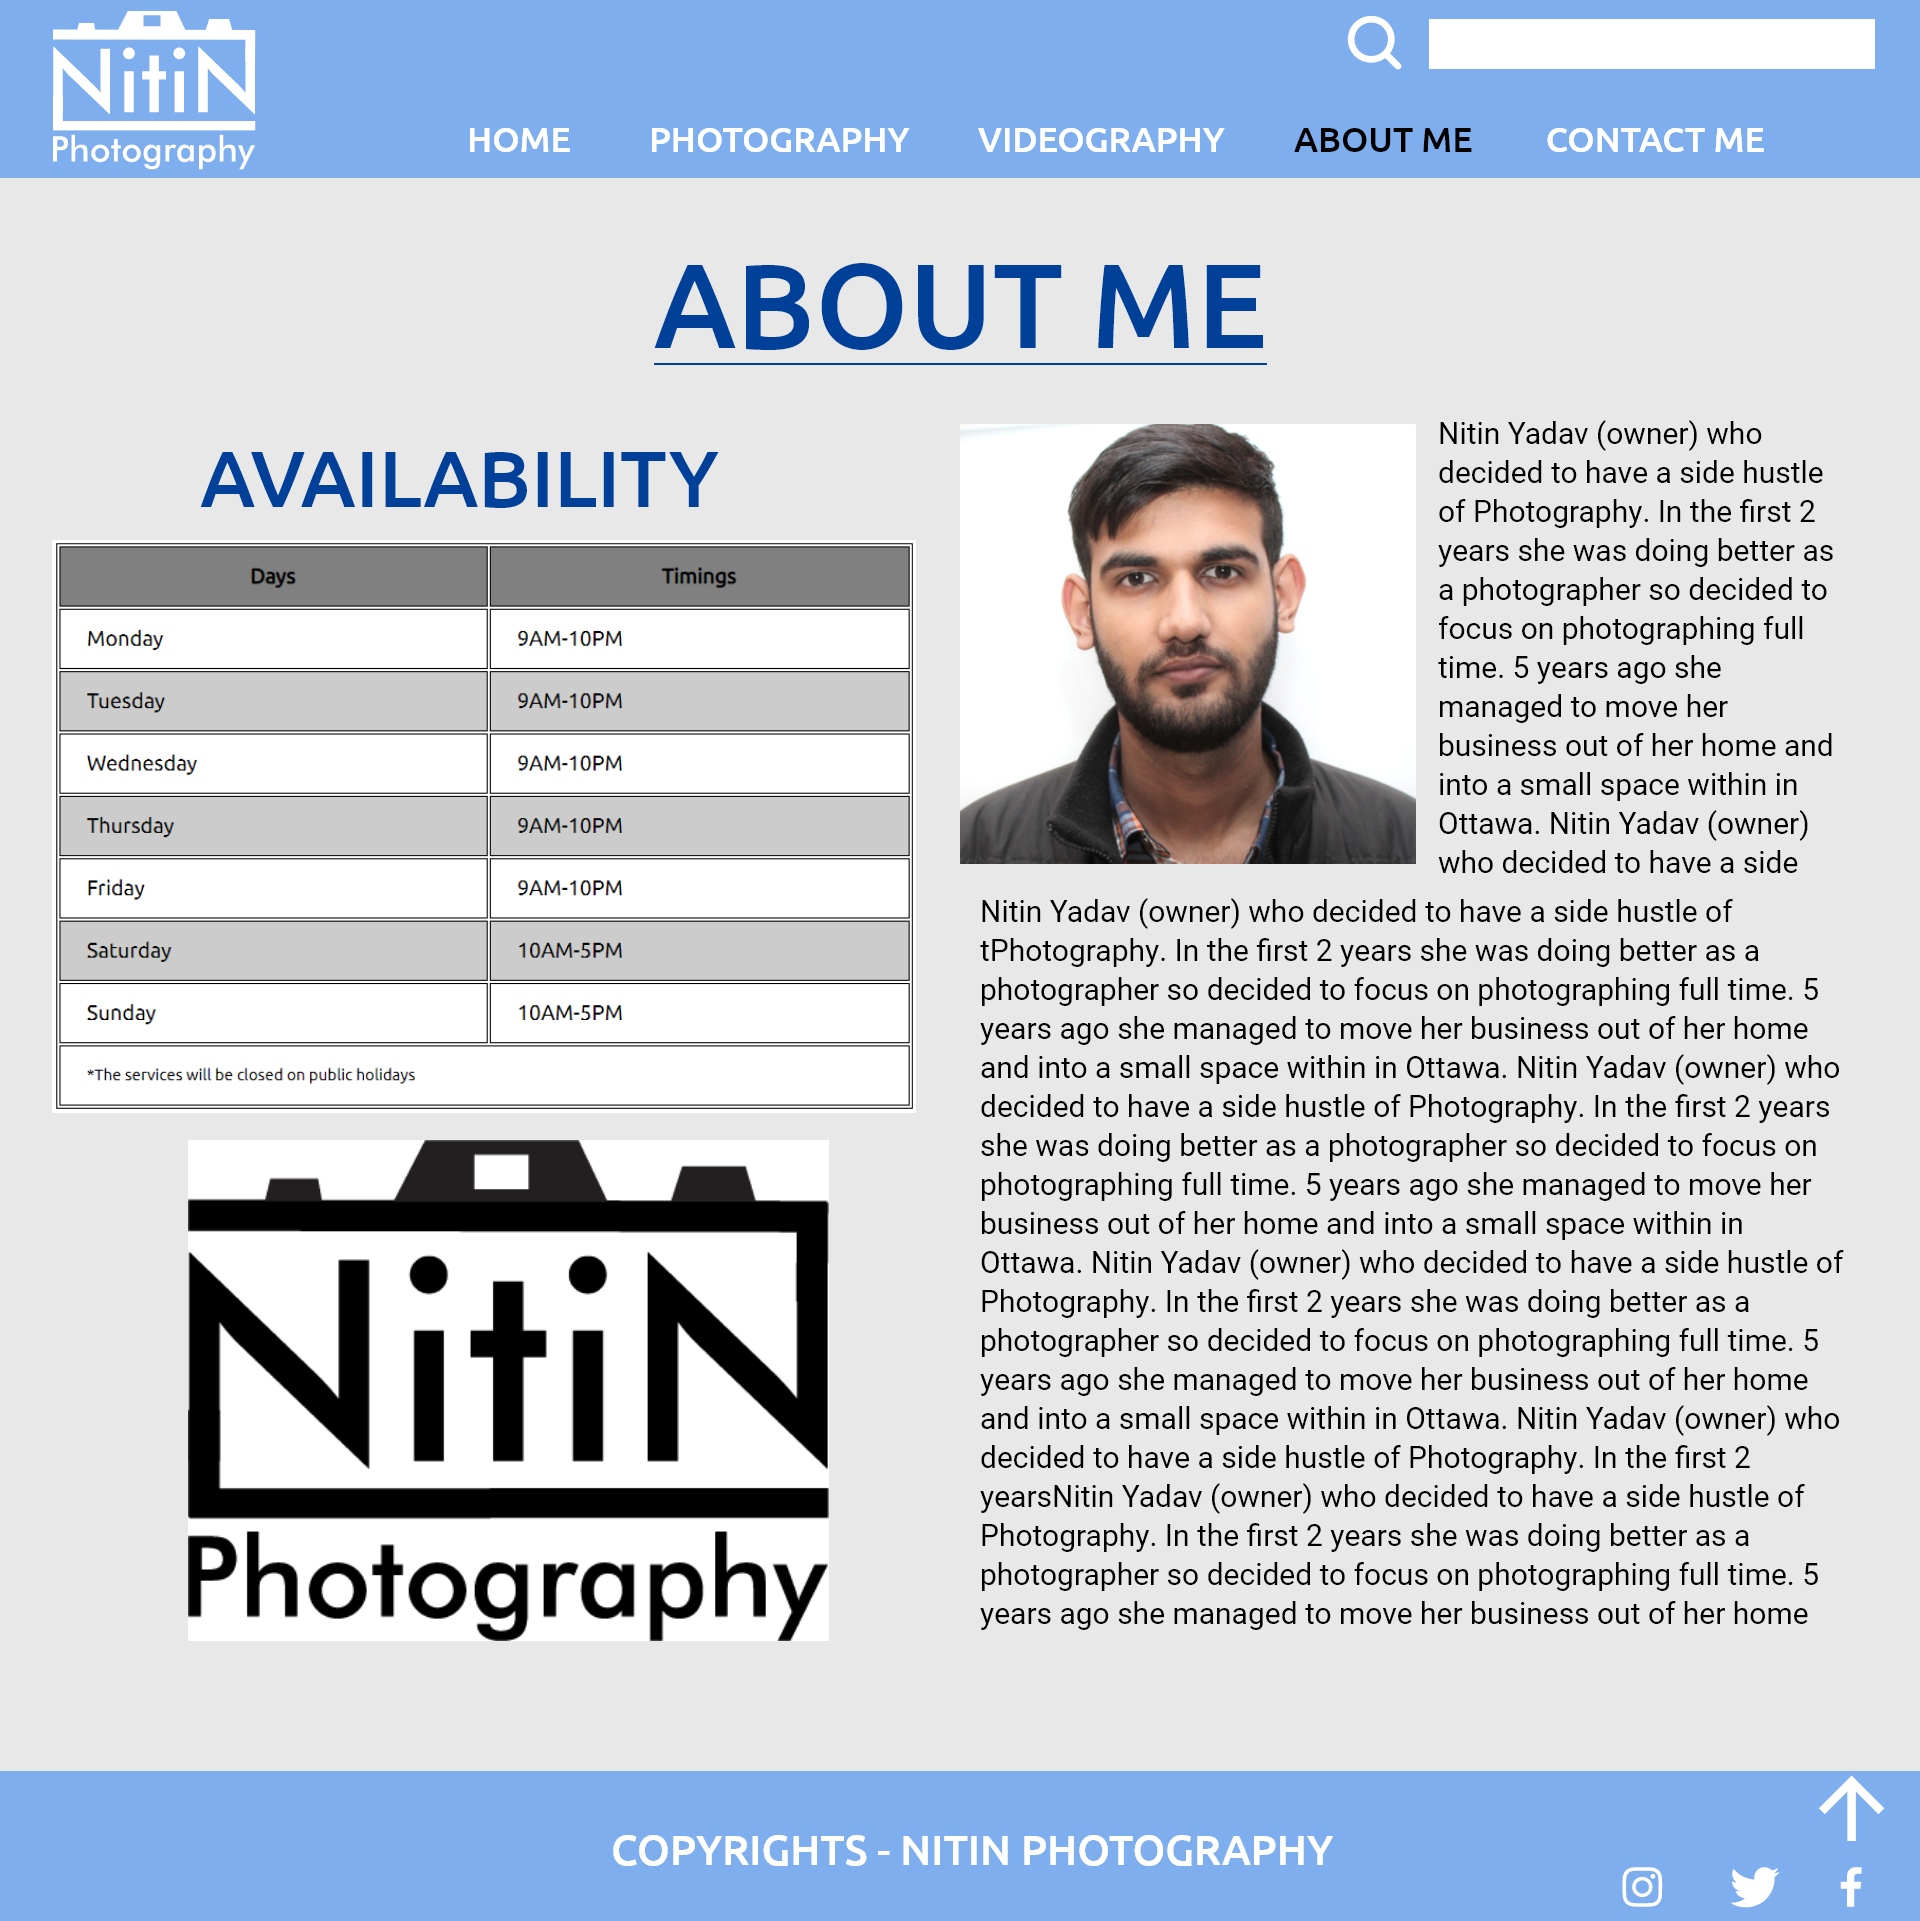 NitiN
Photography
HOME PHOTOGRAPHY VIDEOGRAPHY ABOUT ME CONTACT ME
ABOUT ME
AVAILABILITY
Days Timings
Monday 9AM-10PM
Tuesday 9AM-10PM
Wednesday 9AM-10PM
Thursday 9AM-10PM
Friday 9AM-10PM
Saturday 10AM-5PM
Sunday 10AM-5PM
*The services will be closed on public holidays
NitiN
Photography
Nitin Yadav (owner) who
decided to have a side hustle
of Photography. In the first 2
years she was doing better as
a photographer so decided to
focus on photographing full
time. 5 years ago she
managed to move her
business out of her home and
into a small space within in
Ottawa. Nitin Yadav (owner)
who decided to have a side
Nitin Yadav (owner) who decided to have a side hustle of
tPhotography. In the first 2 years she was doing better as a
photographer so decided to focus on photographing full time. 5
years ago she managed to move her business out of her home
and into a small space within in Ottawa. Nitin Yadav (owner) who
decided to have a side hustle of Photography. In the first 2 years
she was doing better as a photographer so decided to focus on
photographing full time. 5 years ago she managed to move her
business out of her home and into a small space within in
Ottawa. Nitin Yadav (owner) who decided to have a side hustle of
Photography. In the first 2 years she was doing better as a
photographer so decided to focus on photographing full time. 5
years ago she managed to move her business out of her home
and into a small space within in Ottawa. Nitin Yadav (owner) who
decided to have a side hustle of Photography. In the first 2
yearsNitin Yadav (owner) who decided to have a side hustle of
Photography. In the first 2 years she was doing better as a
photographer so decided to focus on photographing full time. 5
years ago she managed to move her business out of her home
COPYRIGHTS - NITIN PHOTOGRAPHY